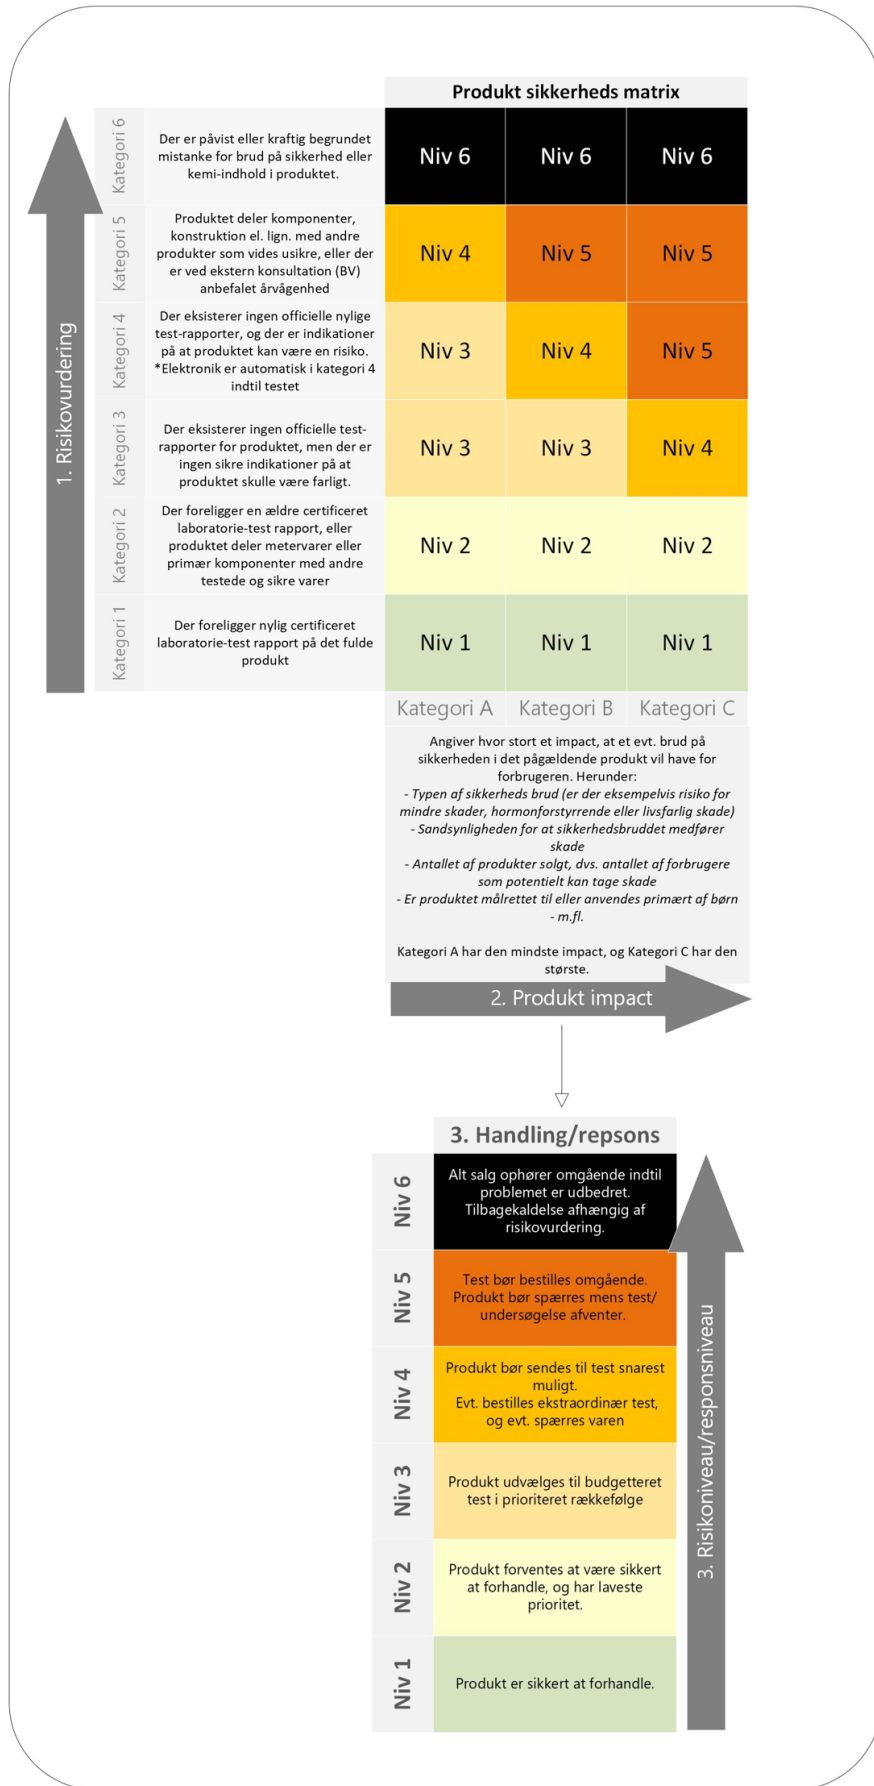 Produkt sikkerheds matrix
1. Risikovurdering
Kategori 6
Der er påvist eller kraftig begrundet
mistanke for brud på sikkerhed eller
kemi-indhold i produktet.
Niv 6
Niv 6
Niv 6
Kategori 5
Produktet deler komponenter,
konstruktion el. lign. med andre
produkter som vides usikre, eller der
er ved ekstern konsultation (BV)
anbefalet årvågenhed
Niv 4
Niv 5
Niv 5
Kategori 4
Der eksisterer ingen officielle nylige
test-rapporter, og der er indikationer
på at produktet kan være en risiko.
*Elektronik er automatisk i kategori 4
indtil testet
Niv 3
Niv 4
Niv 5
Kategori 3
Der eksisterer ingen officielle test-
rapporter for produktet, men der er
ingen sikre indikationer på at
produktet skulle være farligt.
Niv 3
Niv 3
Niv 4
Kategori 2
Der foreligger en ældre certificeret
laboratorie-test rapport, eller
produktet deler metervarer eller
primær komponenter med andre
testede og sikre varer
Niv 2
Niv 2
Niv 2
Kategori 1
Der foreligger nylig certificeret
laboratorie-test rapport på det fulde
produkt
Niv 1
Niv 1
Niv 1
Kategori A
Kategori B
Kategori C
Angiver hvor stort et impact, at et evt. brud på
sikkerheden i det pågældende produkt vil have for
forbrugeren. Herunder:
- Typen af sikkerheds brud (er der eksempelvis risiko for
mindre skader, hormonforstyrrende eller livsfarlig skade)
- Sandsynligheden for at sikkerhedsbruddet medfører
skade
- Antallet af produkter solgt, dvs. antallet af forbrugere
som potentielt kan tage skade
- Er produktet målrettet til eller anvendes primært af børn
- m.fl.
Kategori A har den mindste impact, og Kategori C har den
største.
2. Produkt impact
3. Handling/repsons
Niv 6
Alt salg ophører omgående indtil
problemet er udbedret.
Tilbagekaldelse afhængig af
risikovurdering.
Niv 5
Test bør bestilles omgående.
Produkt bør spærres mens test/
undersøgelse afventer.
Niv 4
Produkt bør sendes til test snarest
muligt.
Evt. bestilles ekstraordinær test,
og evt. spærres varen
Niv 3
Produkt udvælges til budgetteret
test i prioriteret rækkefølge
Niv 2
Produkt forventes at være sikkert
at forhandle, og har laveste
prioritet.
Niv 1
Produkt er sikkert at forhandle.
3. Risikoniveau/responsniveau